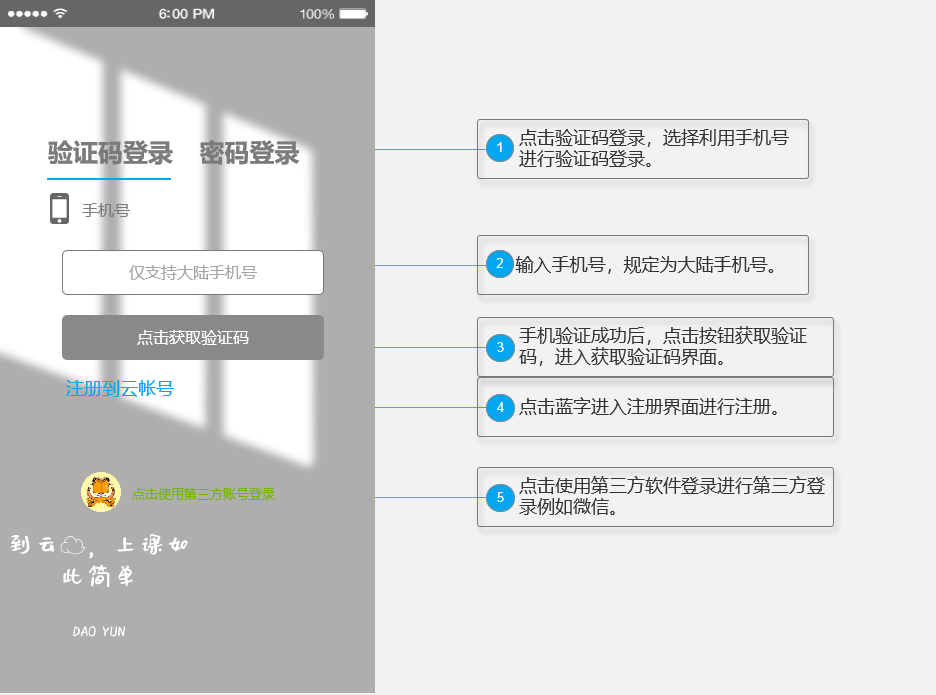 6:00 PM
100%
验证码登录 密码登录
手机号
仅支持大陆手机号
点击获取验证码
注册到云帐号
点击使用第三方账号登录
到云，上课如
此简单
DAO YUN
1
点击验证码登录，选择利用手机号
进行验证码登录。
2
输入手机号，规定为大陆手机号。
3
手机验证成功后，点击按钮获取验证
码，进入获取验证码界面。
4
点击蓝字进入注册界面进行注册。
5
点击使用第三方软件登录进行第三方登
录例如微信。